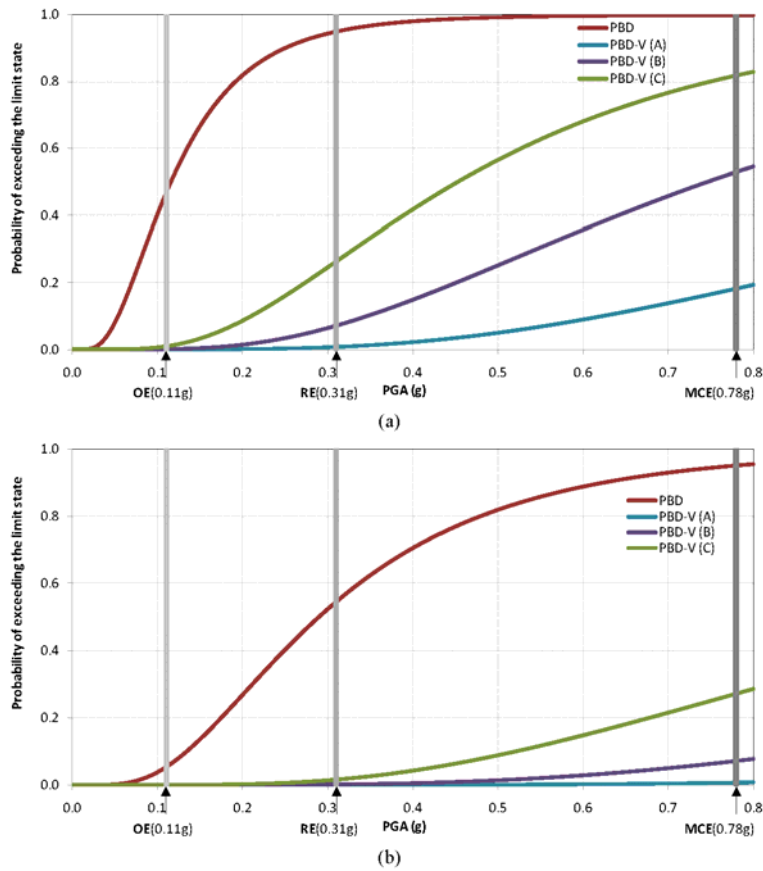 1.0
0.8
0.6
0.4
0.2
0.0
Probability of exceeding the limit state
PBD
PBD-V (A)
PBD-V (B)
PBD-V (C)
0.0 0.1 0.2 0.3 0.4 0.5 0.6 0.7 0.8
OE(0.11g) RE(0.31g) PGA (g) MCE(0.78g)
(a)
1.0
0.8
0.6
0.4
0.2
0.0
Probability of exceeding the limit state
PBD
PBD-V (A)
PBD-V (B)
PBD-V (C)
0.0 0.1 0.2 0.3 0.4 0.5 0.6 0.7 0.8
OE(0.11g) RE(0.31g) PGA (g) MCE(0.78g)
(b)